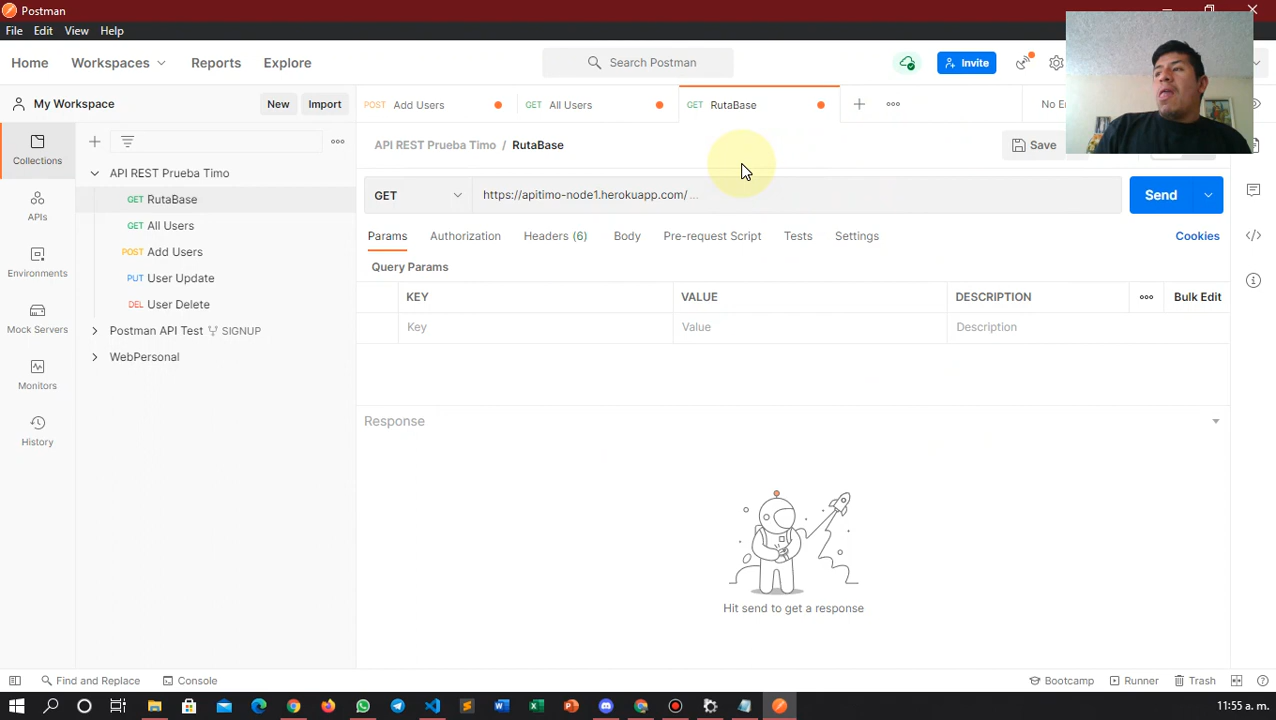 Postman
File Edit View Help
Home Workspaces Reports Explore Search Postman Invite
My Workspace New Import POST Add Users GET All Users GET RutaBase No En
Collections
APIs
Environments
Mock Servers
Monitors
History
API REST Prueba Timo
GET RutaBase
GET All Users
POST Add Users
PUT User Update
DEL User Delete
Postman API Test SIGNUP
WebPersonal
API REST Prueba Timo / RutaBase Save
GET https://apitimo-node1.herokuapp.com/ ... Send
Params Authorization Headers (6) Body Pre-request Script Tests Settings Cookies
Query Params
KEY VALUE DESCRIPTION Bulk Edit
Key Value Description
Response
Hit send to get a response
Find and Replace Console Bootcamp Runner Trash
11:55 a. m.